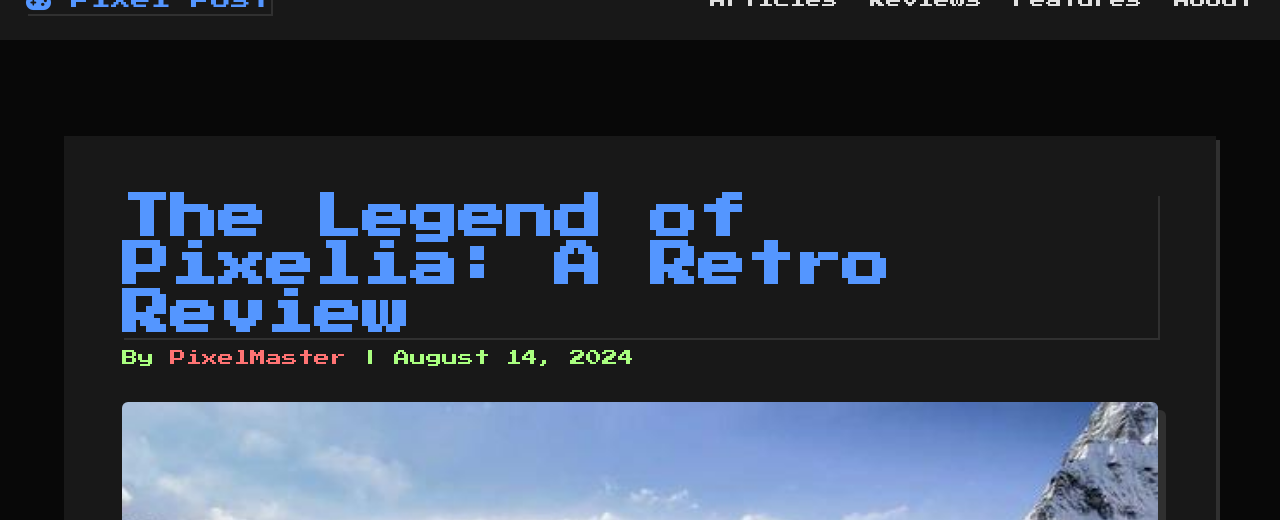 Pixel Post
Articles Reviews Features About
The Legend of
Pixelia: A Retro
Review
By PixelMaster | August 14, 2024